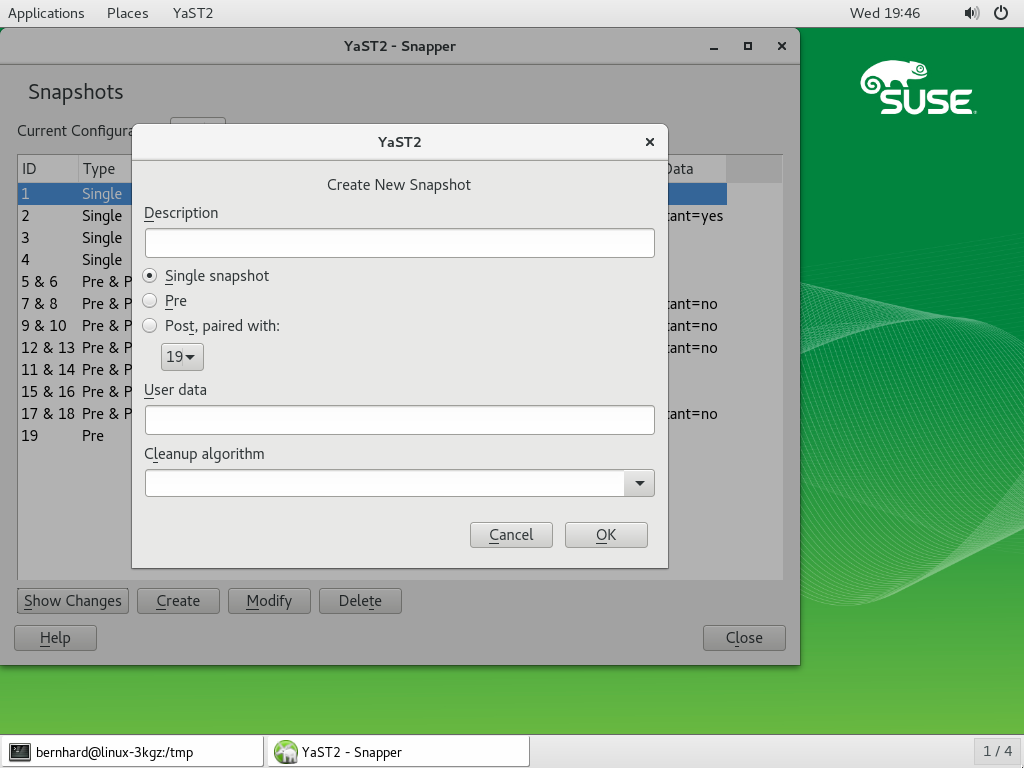 Applications Places YaST2 Wed 19:46
YaST2 - Snapper
SUSE
Snapshots
Current Configura
YaST2
ID Type Data
Create New Snapshot
1 Single
Description
2 Single tant=yes
3 Single
4 Single
5 & 6 Pre & P
Single snapshot
7 & 8 Pre & P tant=no
Pre
9 & 10 Pre & P tant=no
Post, paired with:
12 & 13 Pre & P tant=no
19
11 & 14 Pre & P
15 & 16 Pre & P
User data
17 & 18 Pre & P tant=no
19 Pre
Cleanup algorithm
Cancel OK
Show Changes Create Modify Delete
Help Close
bernhard@linux-3kgz:/tmp YaST2 - Snapper 1 / 4